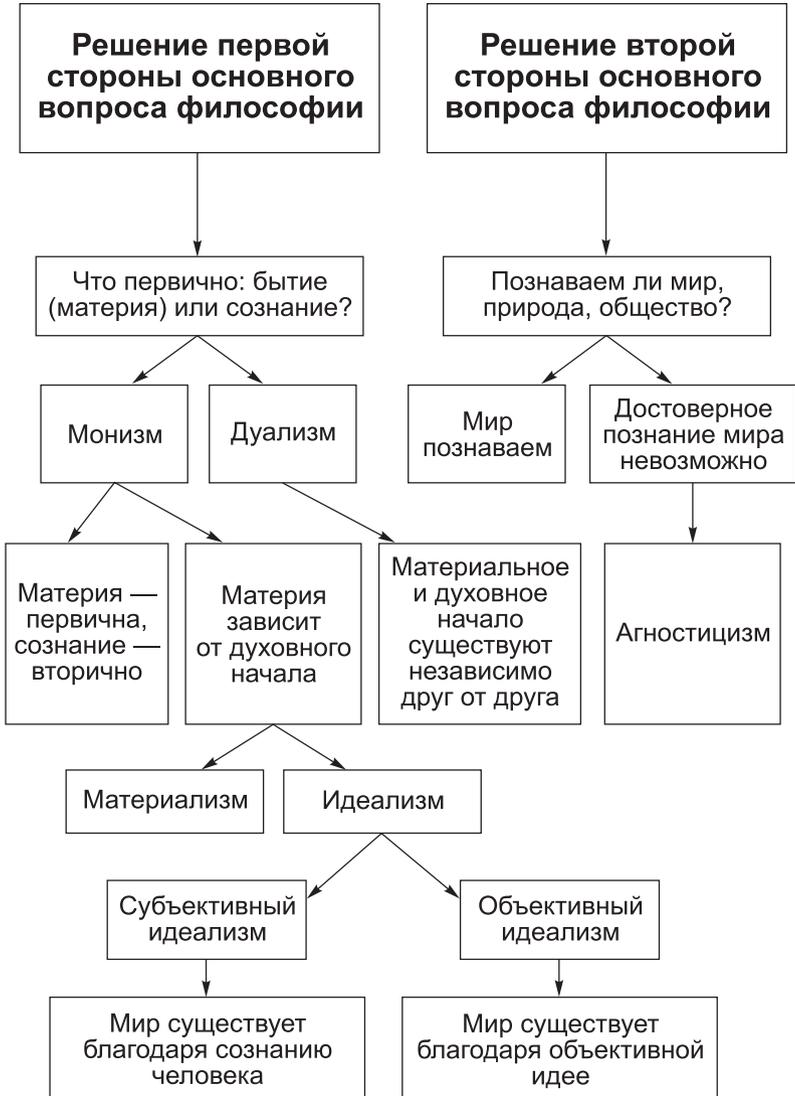 Решение первой
стороны основного
вопроса философии
Решение второй
стороны основного
вопроса философии
Что первично: бытие
(материя) или сознание?
Познаваем ли мир,
природа, общество?
Монизм
Дуализм
Мир
познаваем
Достоверное
познание мира
невозможно
Материя —
первична,
сознание —
вторично
Материя
зависит
от духовного
начала
Материальное
и духовное
начало
существуют
независимо
друг от друга
Агностицизм
Материализм
Идеализм
Субъективный
идеализм
Объективный
идеализм
Мир существует
благодаря сознанию
человека
Мир существует
благодаря объективной
идее